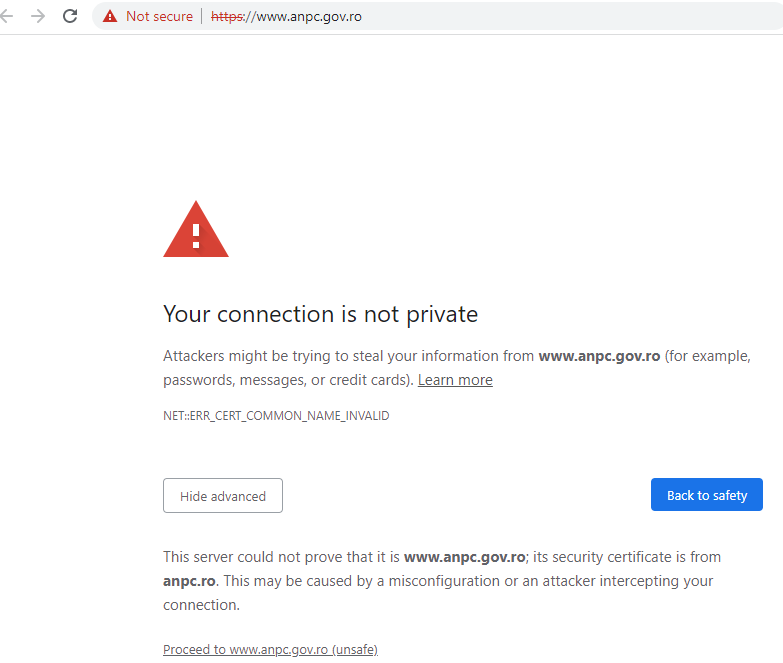 Not secure | https://www.anpc.gov.ro
Your connection is not private
Attackers might be trying to steal your information from www.anpc.gov.ro (for example,
passwords, messages, or credit cards). Learn more
NET::ERR_CERT_COMMON_NAME_INVALID
Hide advanced
Back to safety
This server could not prove that it is www.anpc.gov.ro; its security certificate is from
anpc.ro. This may be caused by a misconfiguration or an attacker intercepting your
connection.
Proceed to www.anpc.gov.ro (unsafe)